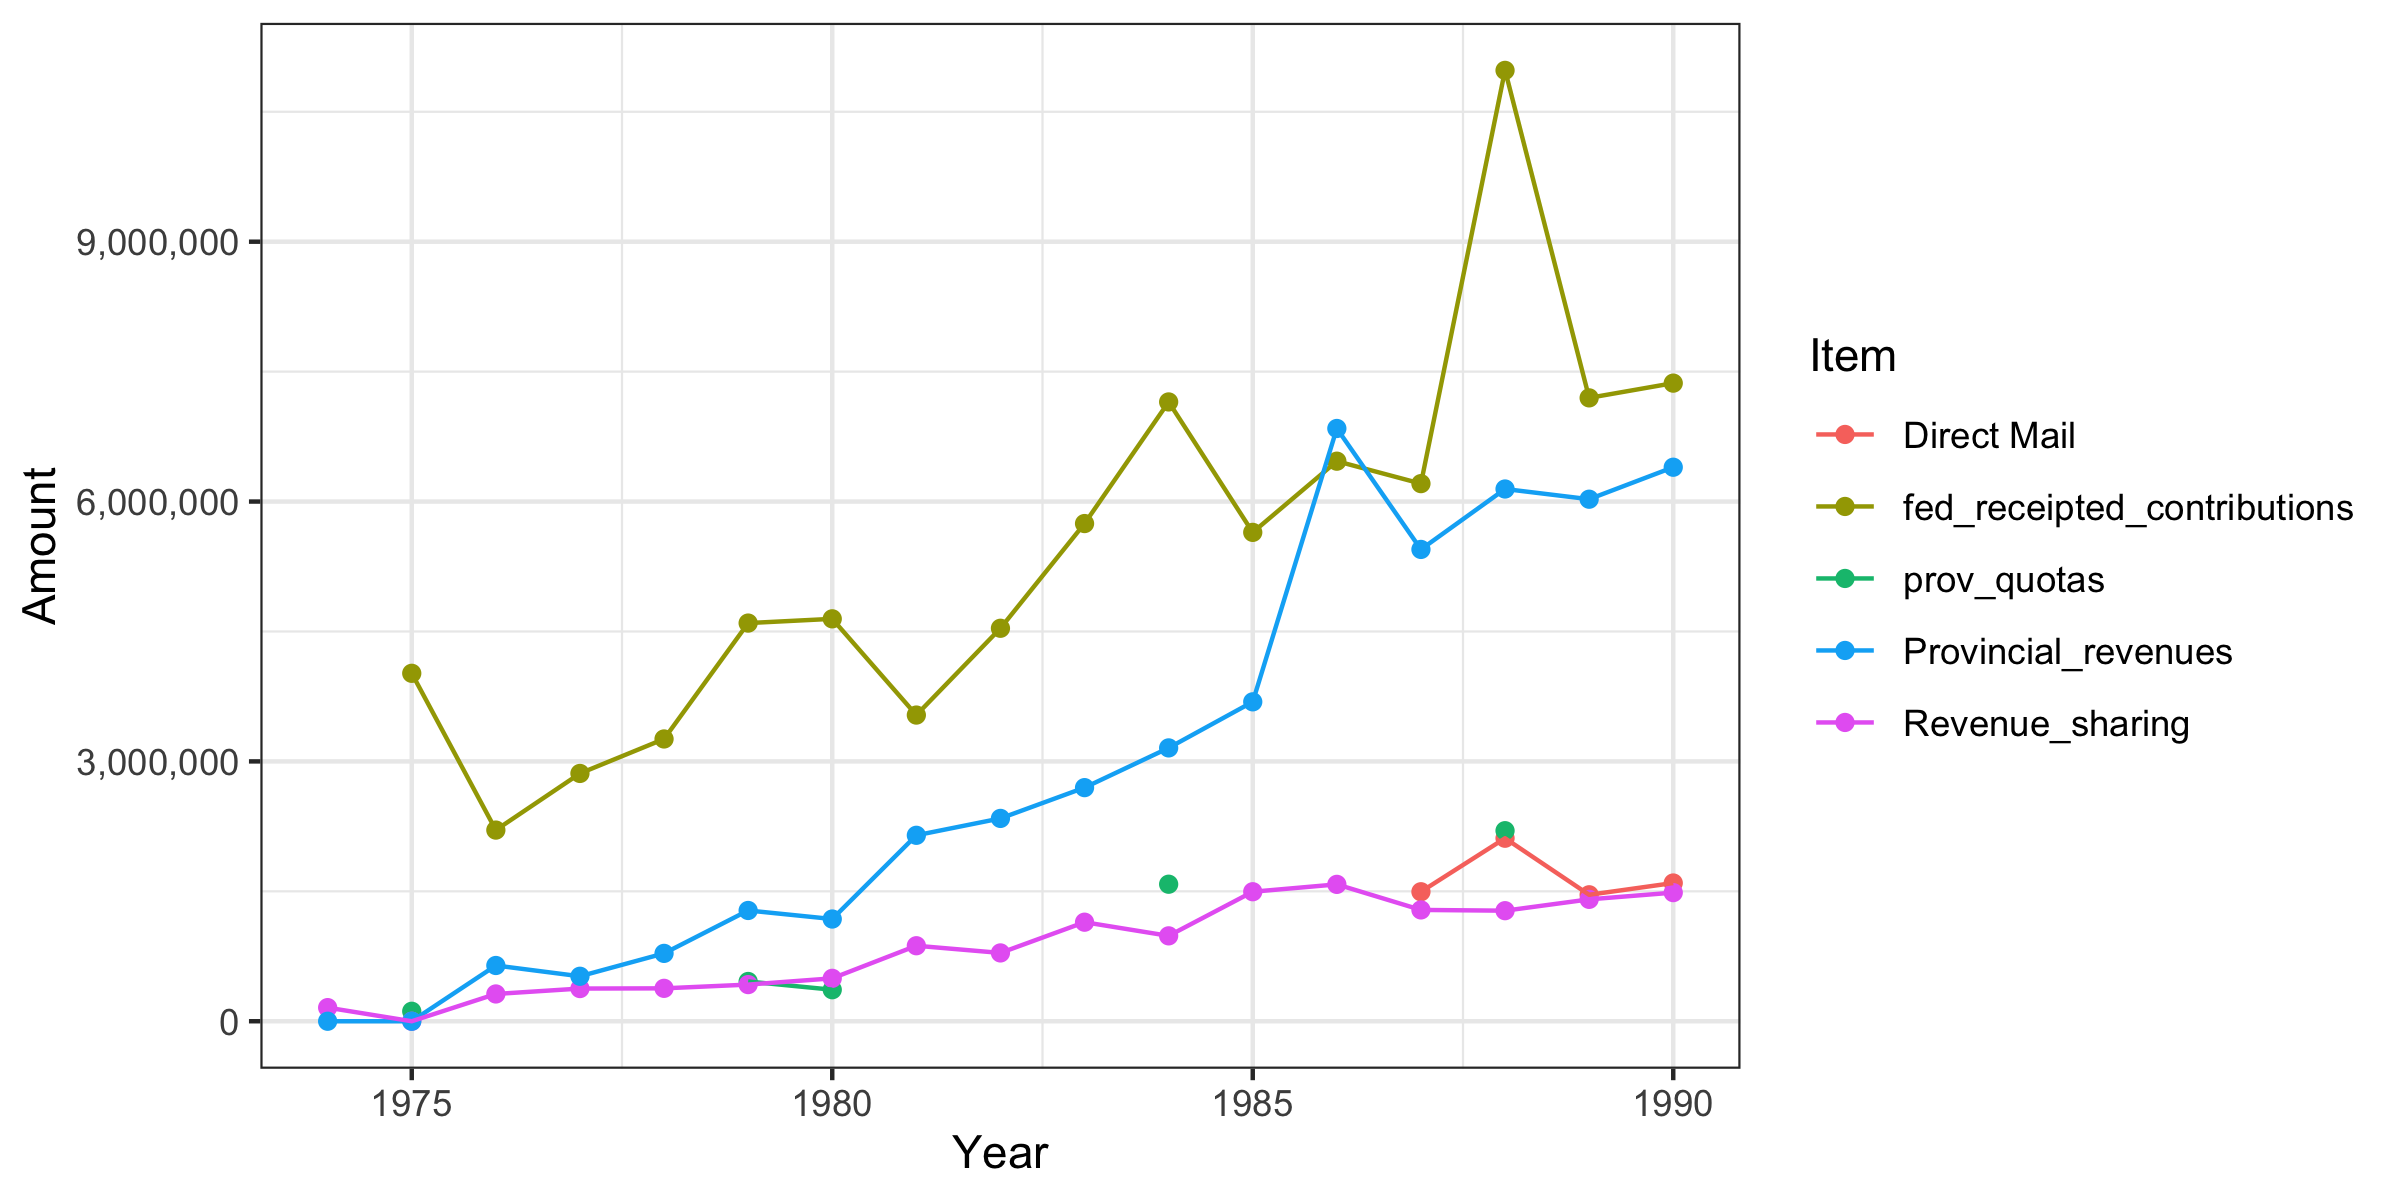 Amount
9,000,000
6,000,000
3,000,000
0
1975 1980 1985 1990
Year
Item
Direct Mail
fed_receipted_contributions
prov_quotas
Provincial_revenues
Revenue_sharing